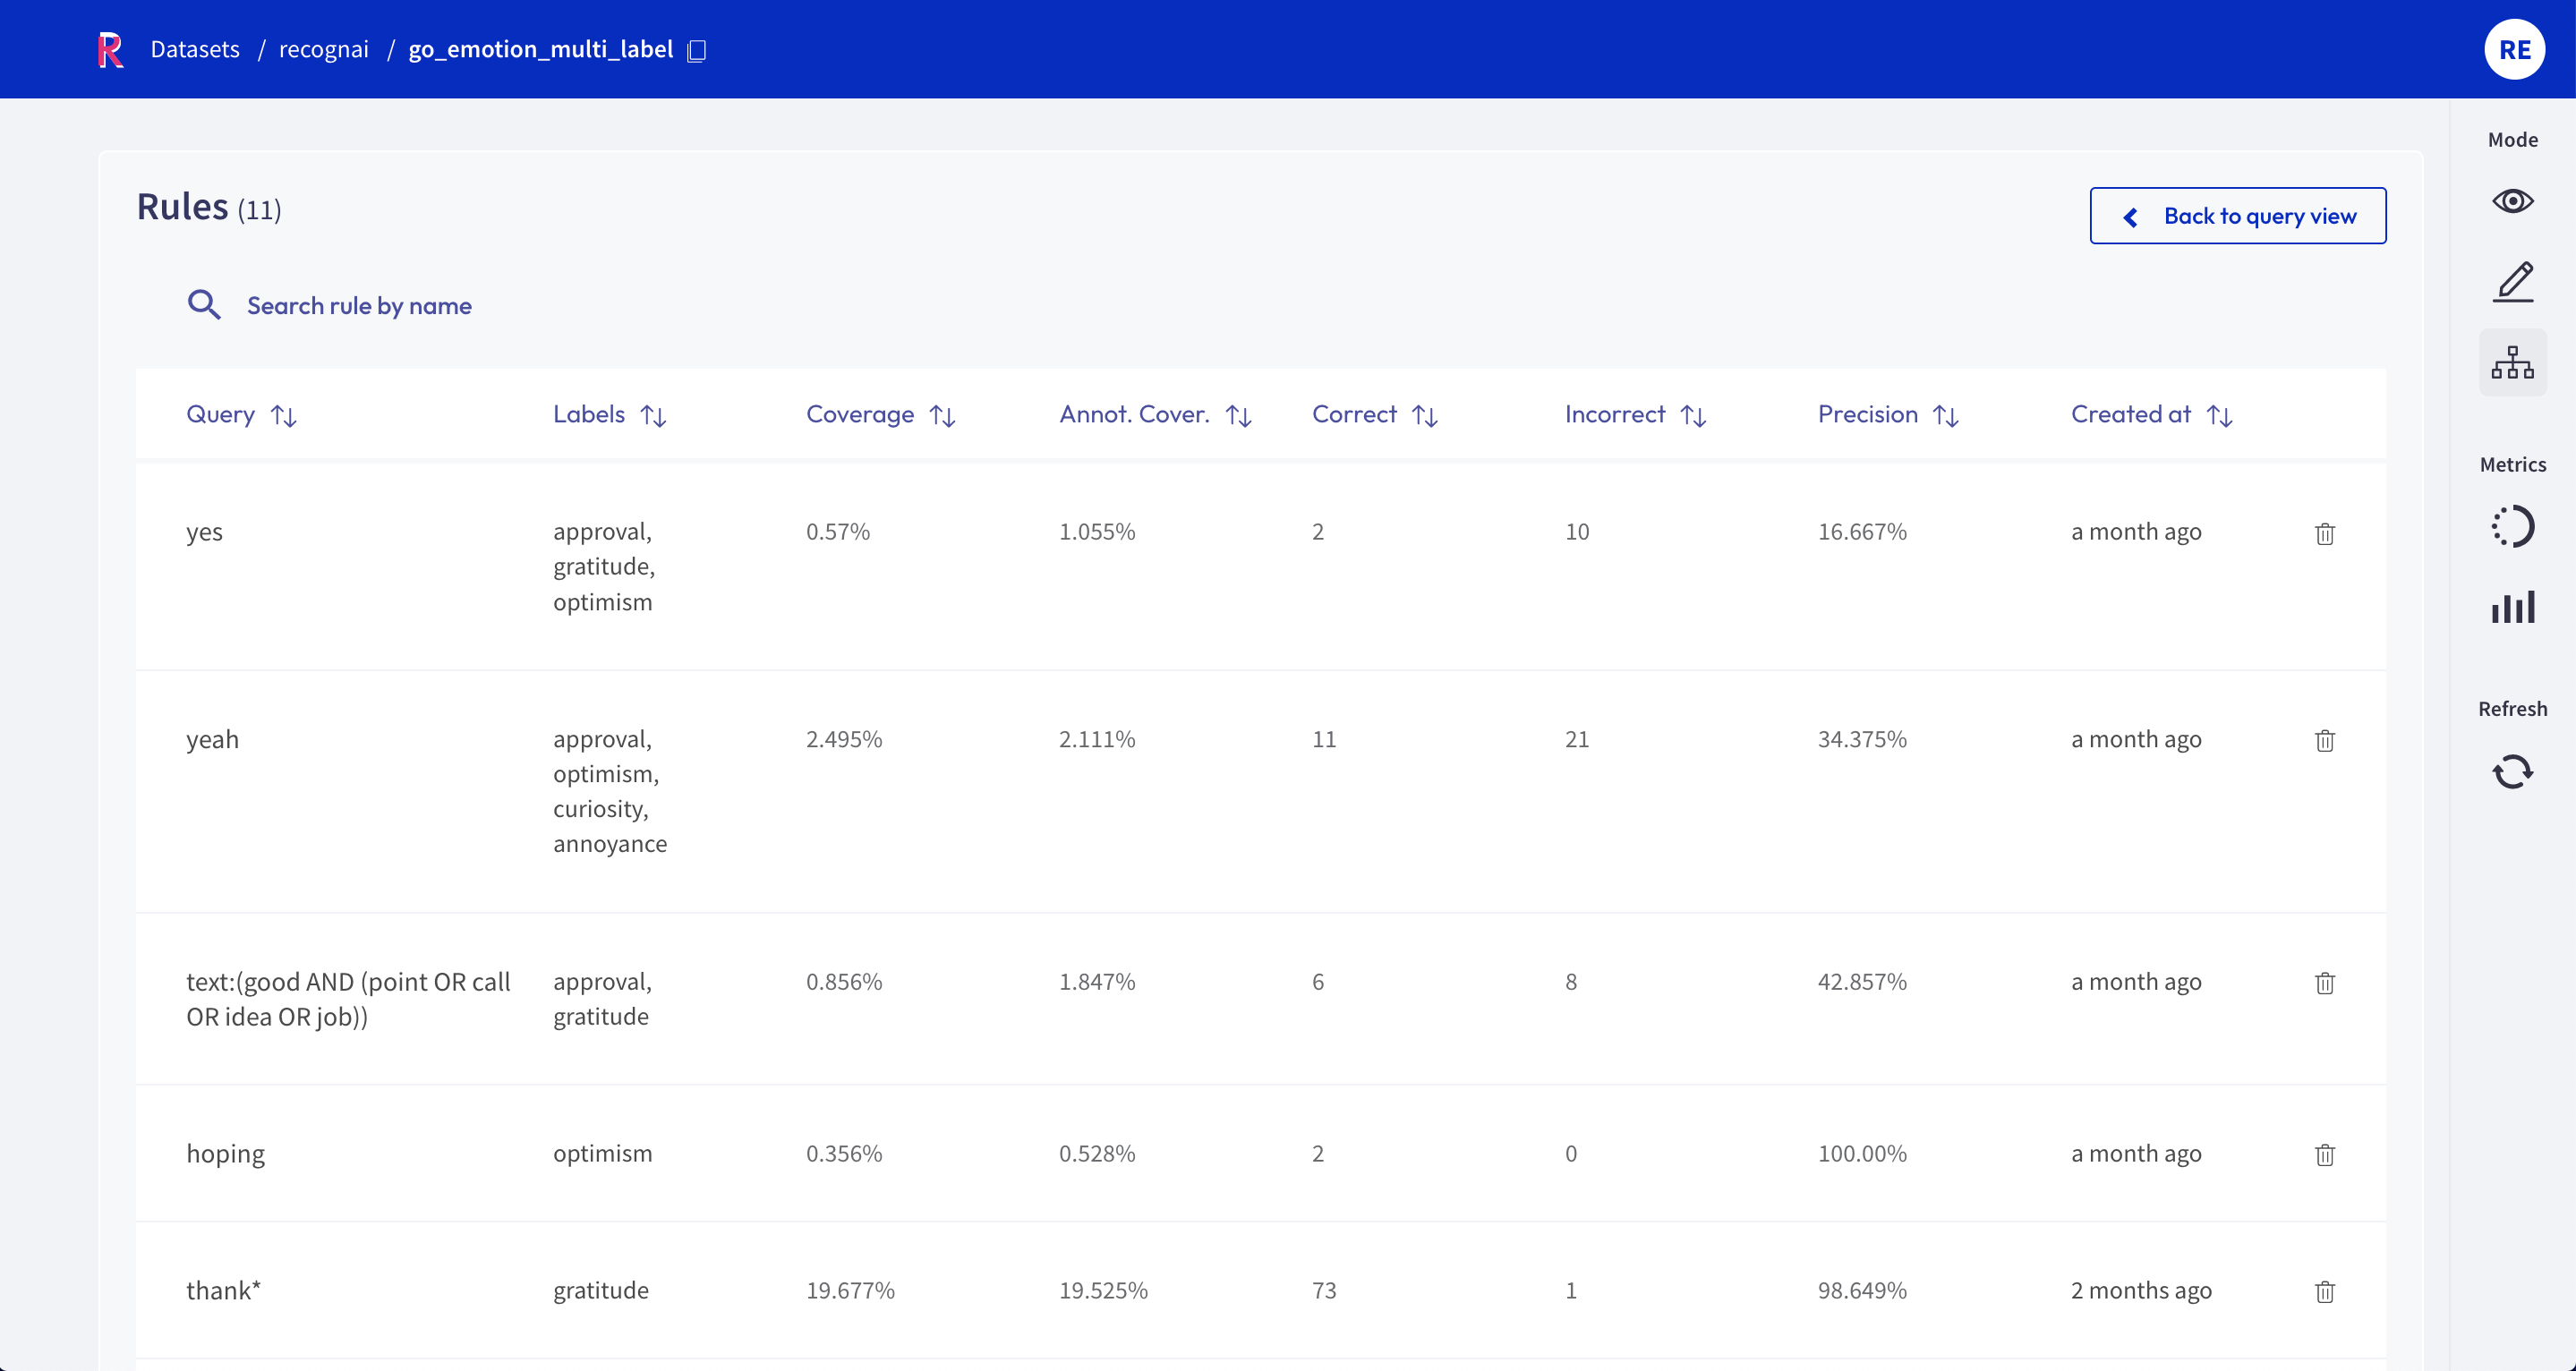 R Datasets / recognai / go_emotion_multi_label
RE
Mode
Rules (11)
Back to query view
Search rule by name
Query Labels Coverage Annot. Cover. Correct Incorrect Precision Created at
Metrics
yes approval, 0.57% 1.055% 2 10 16.667% a month ago
gratitude,
optimism
Refresh
yeah approval, 2.495% 2.111% 11 21 34.375% a month ago
optimism,
curiosity,
annoyance
text:(good AND (point OR call approval, 0.856% 1.847% 6 8 42.857% a month ago
OR idea OR job)) gratitude
hoping optimism 0.356% 0.528% 2 0 100.00% a month ago
thank* gratitude 19.677% 19.525% 73 1 98.649% 2 months ago